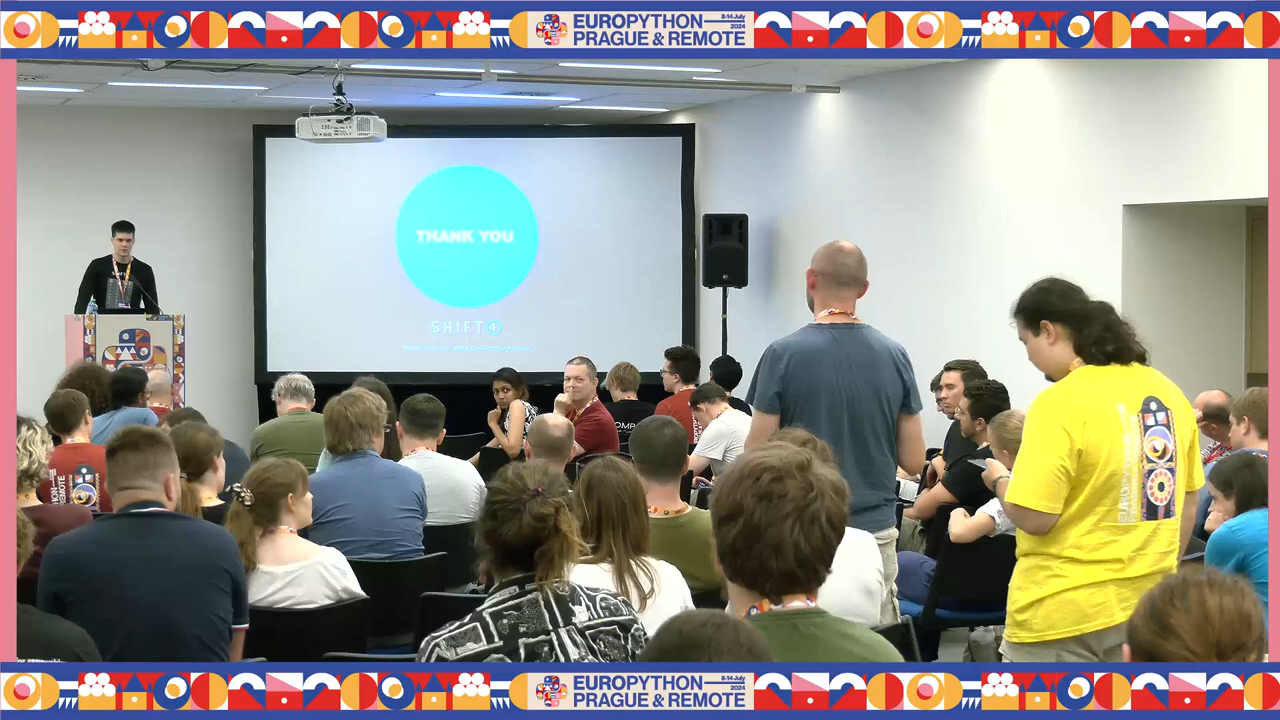 EUROPYTHON
8-14 July
2024
PRAGUE & REMOTE
THANK YOU
SHIFT4
EUROPYTHON
8-14 July
2024
PRAGUE & REMOTE